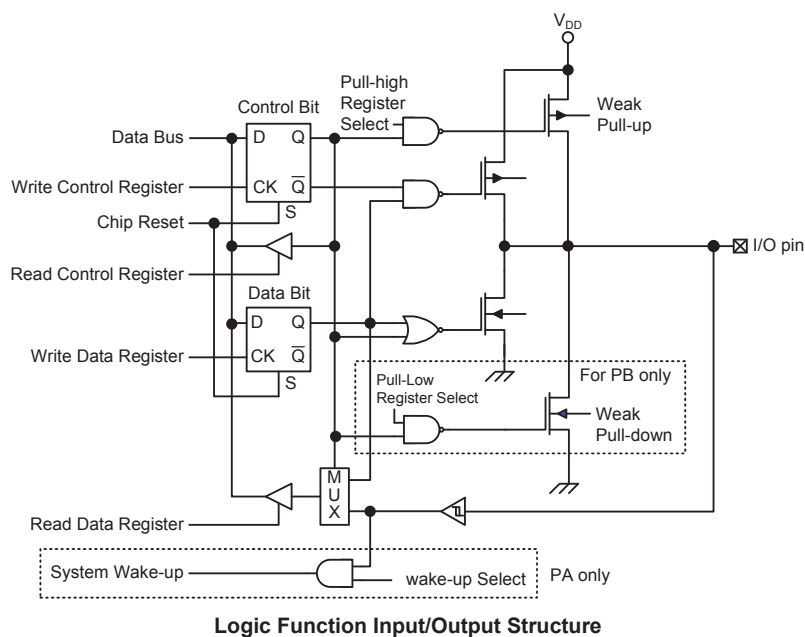 V_DD
Pull-high
Register
Select
Weak
Pull-up
Control Bit
Data Bus
D
Q
Write Control Register
CK
Q̅
S
Chip Reset
I/O pin
Read Control Register
Data Bit
D
Q
Write Data Register
CK
Q̅
S
For PB only
Pull-Low
Register Select
Weak
Pull-down
M
U
X
Read Data Register
System Wake-up
wake-up Select
PA only
Logic Function Input/Output Structure